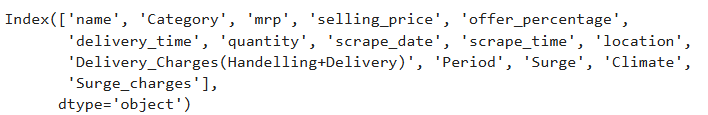 Index(['name', 'Category', 'mrp', 'selling_price', 'offer_percentage',
'delivery_time', 'quantity', 'scrape_date', 'scrape_time', 'location',
'Delivery_Charges(Handelling+Delivery)', 'Period', 'Surge', 'Climate',
'Surge_charges'],
dtype='object')